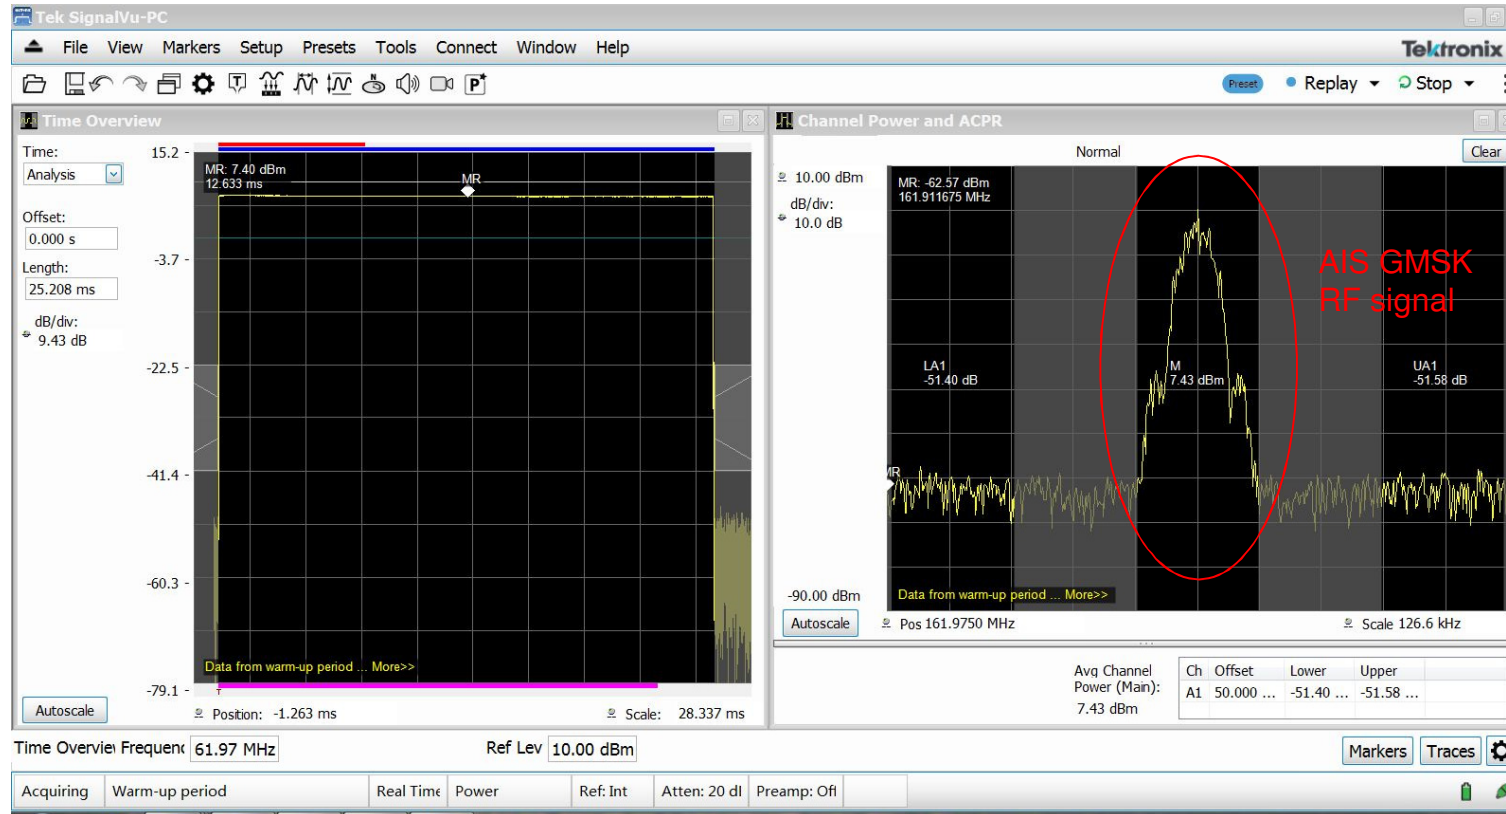 Tek SignalVu-PC
File View Markers Setup Presets Tools Connect Window Help
Tektronix
Preset
Replay
Stop
Time Overview
Time:
Analysis
Offset:
0.000 s
Length:
25.208 ms
dB/div:
9.43 dB
15.2 -
-3.7 -
-22.5 -
-41.4 -
-60.3 -
-79.1 -
MR: 7.40 dBm
12.633 ms
MR
Data from warm-up period ... More>>
T
Autoscale
Position: -1.263 ms
Scale: 28.337 ms
Channel Power and ACPR
Normal
Clear
10.00 dBm
dB/div:
10.0 dB
MR: -62.57 dBm
161.911675 MHz
AIS GMSK
RF signal
LA1
-51.40 dB
M
7.43 dBm
UA1
-51.58 dB
MR
-90.00 dBm
Data from warm-up period ... More>>
Autoscale
Pos 161.9750 MHz
Scale 126.6 kHz
Avg Channel
Power (Main):
7.43 dBm
Ch Offset Lower Upper
A1 50.000 ... -51.40 ... -51.58 ...
Time Overviev Frequenc 61.97 MHz
Ref Lev 10.00 dBm
Markers Traces
Acquiring Warm-up period Real Time Power Ref: Int Atten: 20 dI Preamp: Off